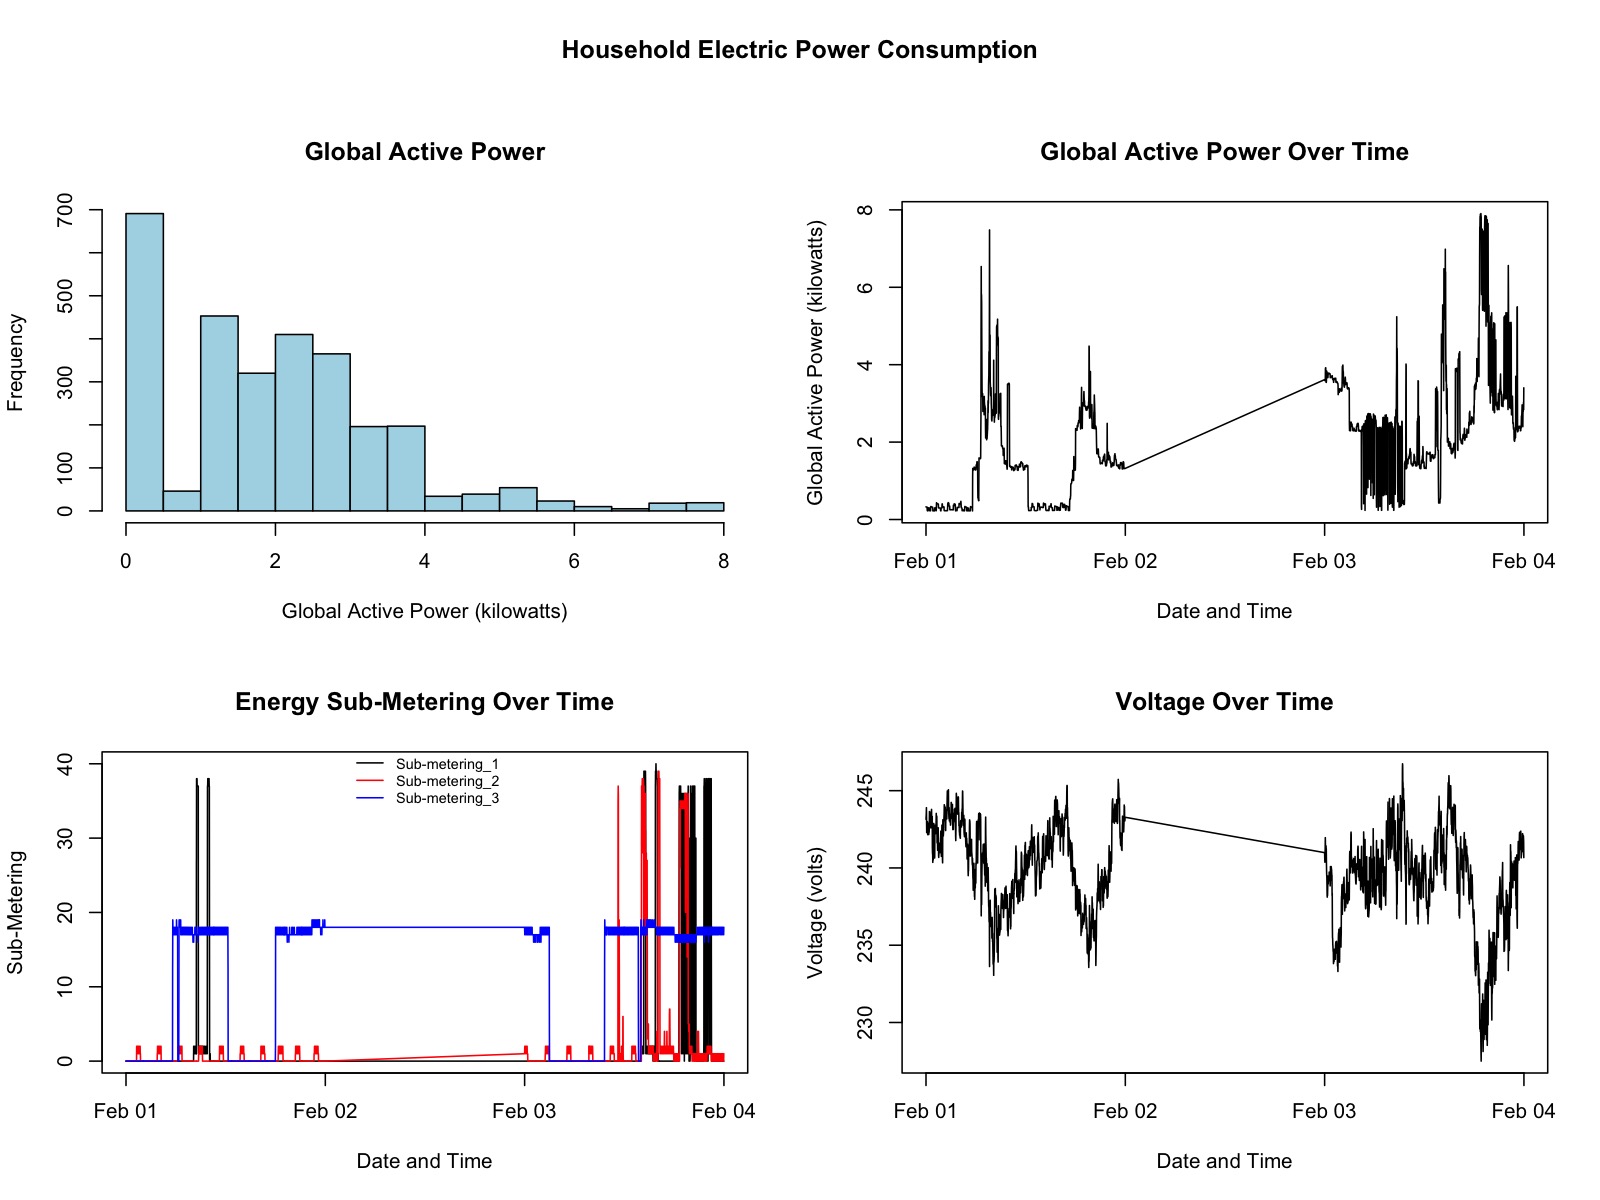 Household Electric Power Consumption
Global Active Power
Frequency
700
500
300
100
0
0 2 4 6 8
Global Active Power (kilowatts)
Global Active Power Over Time
Global Active Power (kilowatts)
8
6
4
2
0
Feb 01 Feb 02 Feb 03 Feb 04
Date and Time
Energy Sub-Metering Over Time
Sub-Metering
40
30
20
10
0
Sub-metering_1
Sub-metering_2
Sub-metering_3
Feb 01 Feb 02 Feb 03 Feb 04
Date and Time
Voltage Over Time
Voltage (volts)
245
240
235
230
Feb 01 Feb 02 Feb 03 Feb 04
Date and Time